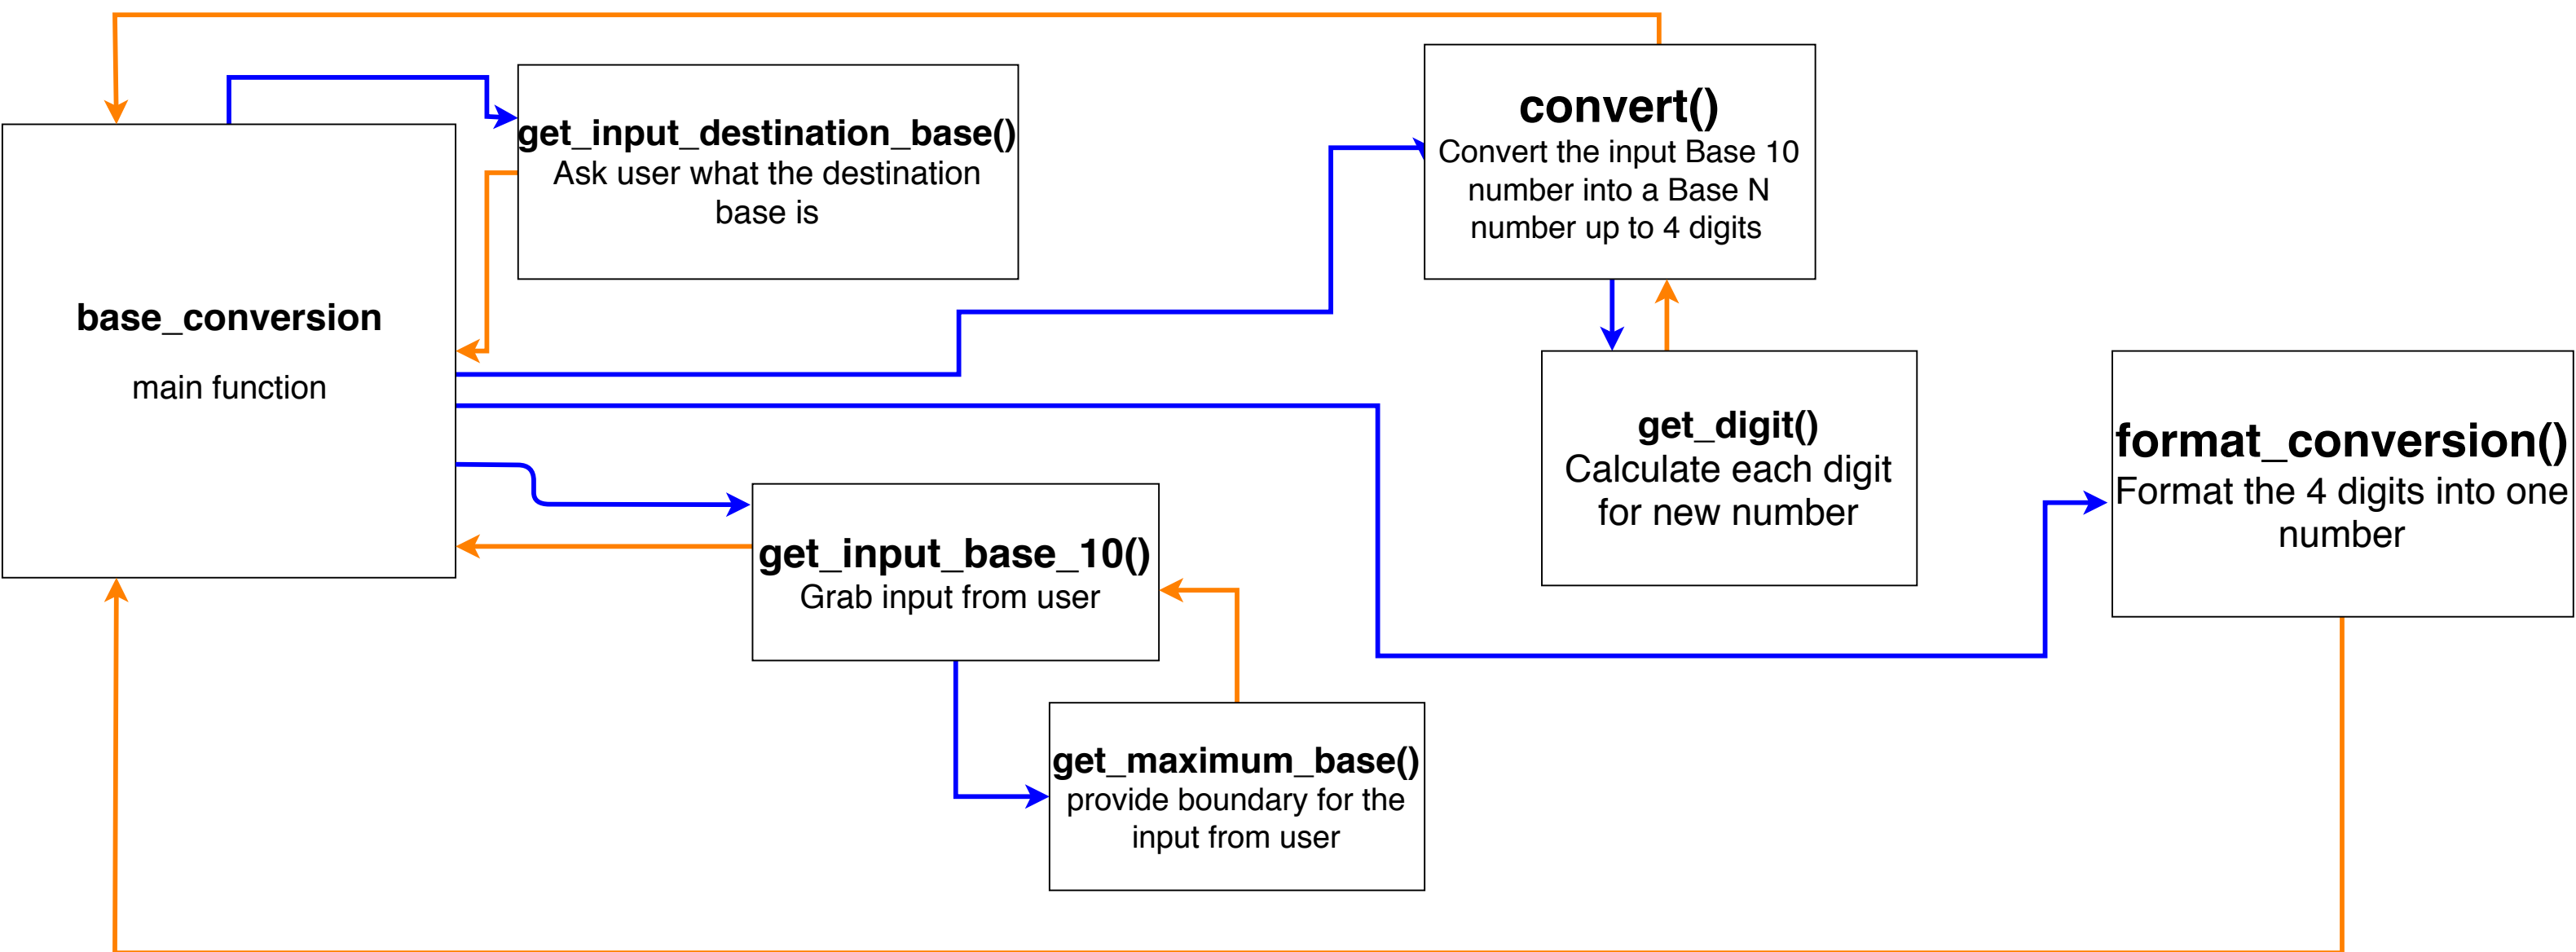 base_conversion
main function
get_input_destination_base()
Ask user what the destination
base is
convert()
Convert the input Base 10
number into a Base N
number up to 4 digits
get_digit()
Calculate each digit
for new number
format_conversion()
Format the 4 digits into one
number
get_input_base_10()
Grab input from user
get_maximum_base()
provide boundary for the
input from user